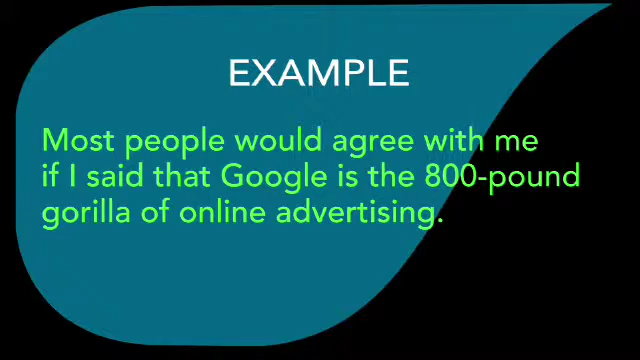 EXAMPLE
Most people would agree with me
if I said that Google is the 800-pound
gorilla of online advertising.